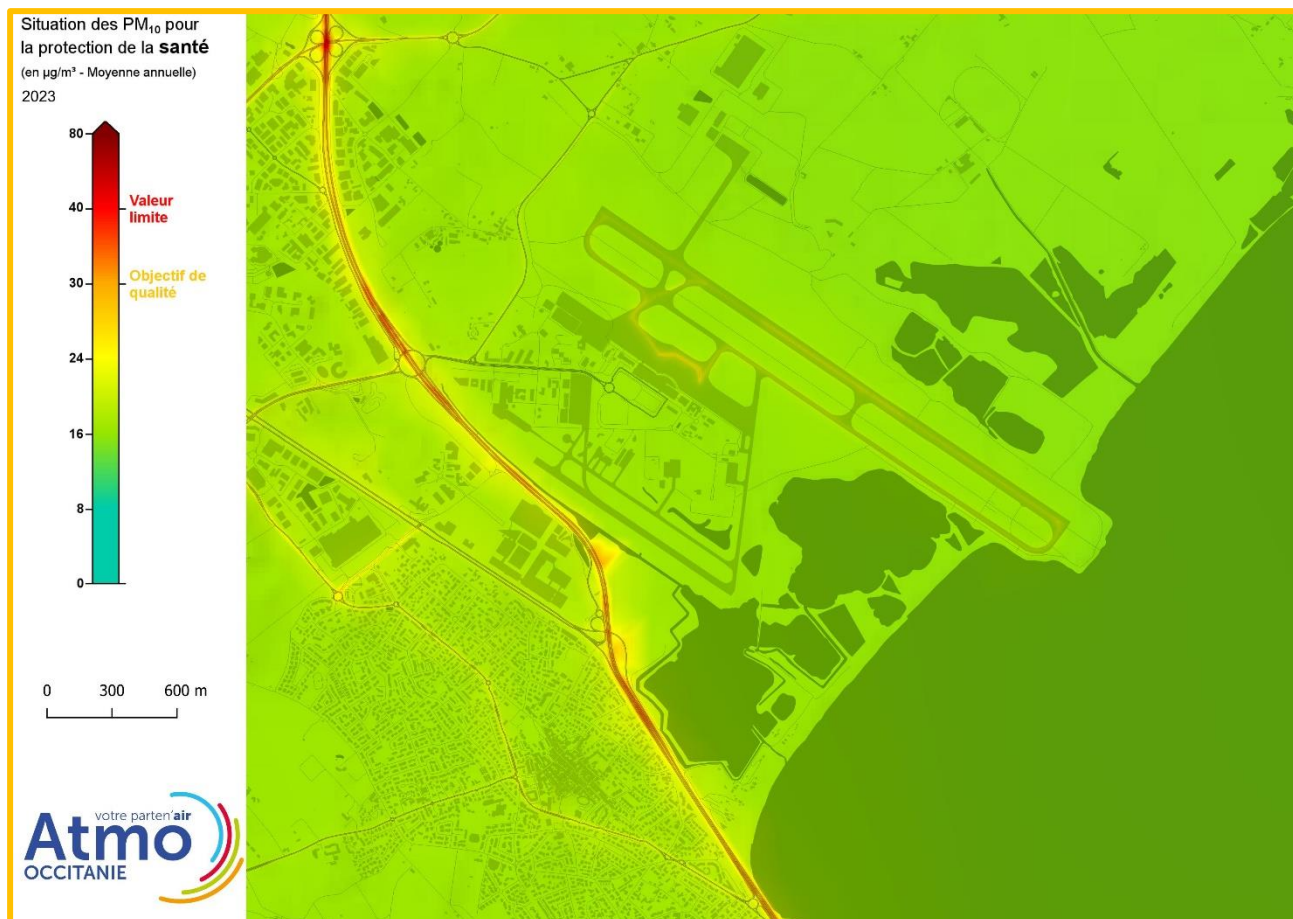 Situation des PM₁₀ pour
la protection de la santé
(en µg/m³ - Moyenne annuelle)
2023
80
40
Valeur
limite
30
Objectif de
qualité
24
16
8
0
0 300 600 m
votre parten'air
Atmo
OCCITANIE